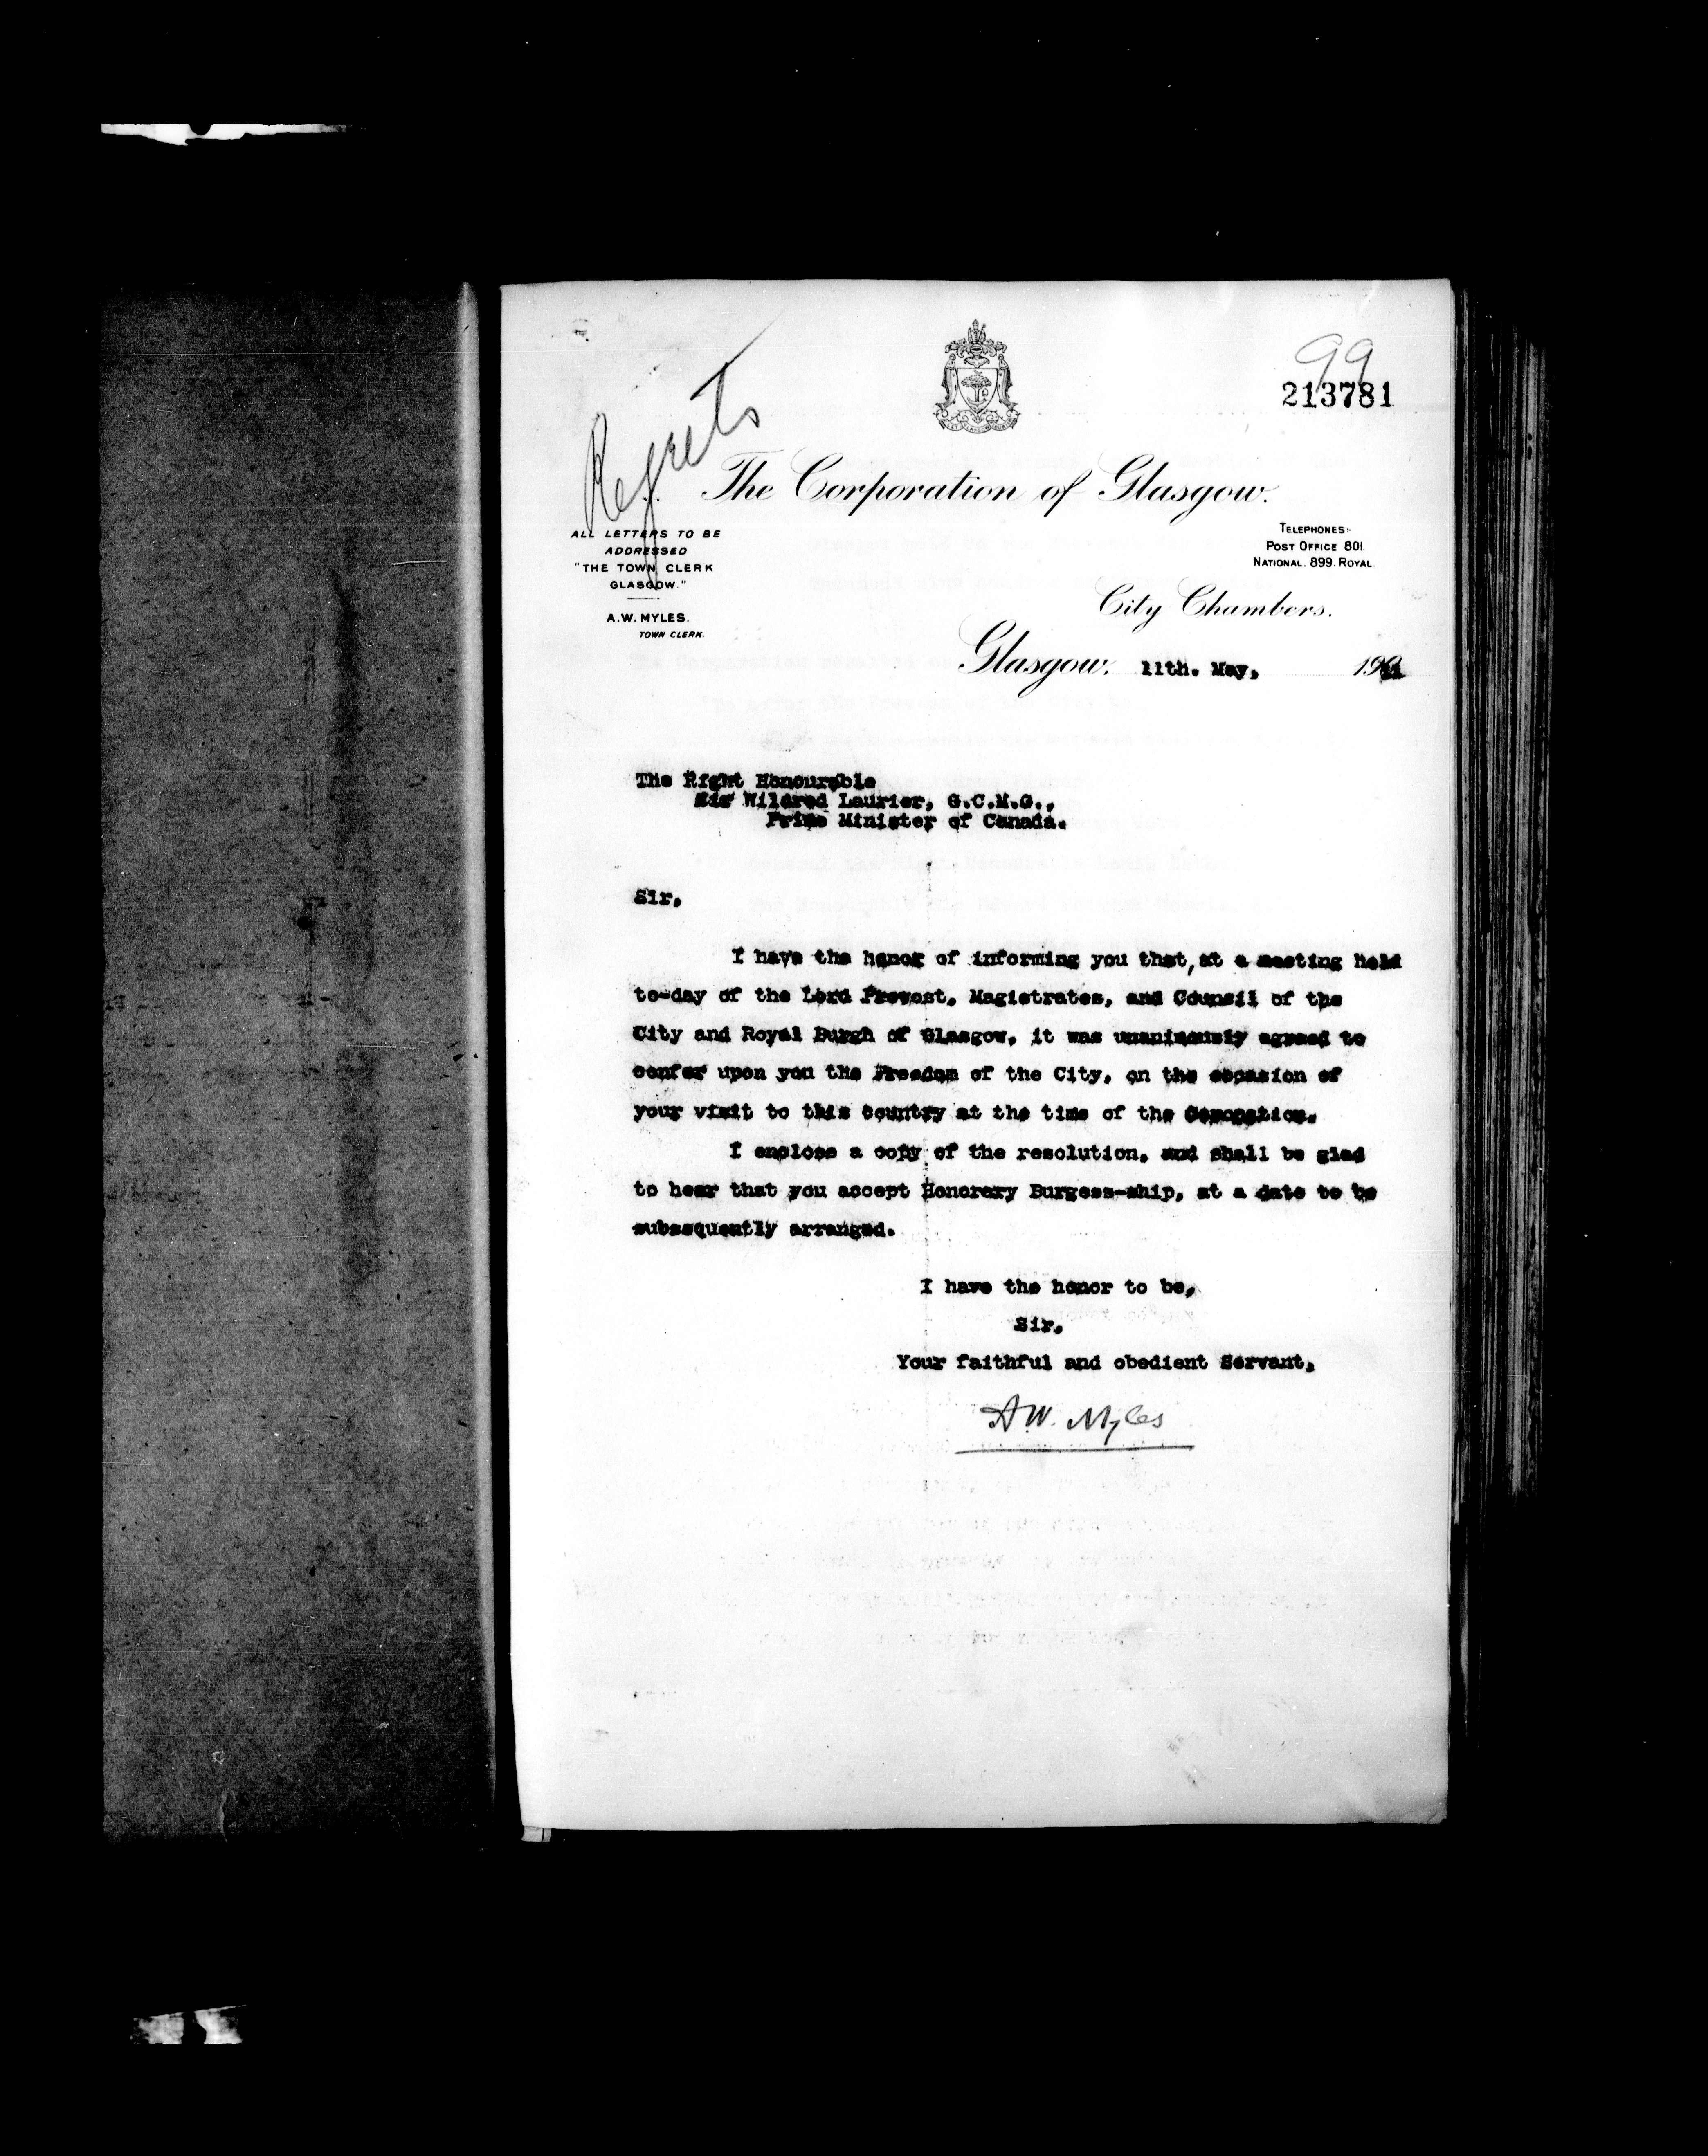 99
213781
Regrets
The Corporation of Glasgow.
ALL LETTERS TO BE
ADDRESSED
"THE TOWN CLERK
GLASGOW."
A.W. MYLES.
TOWN CLERK.
TELEPHONES:-
POST OFFICE 801.
NATIONAL. 899. ROYAL.
City Chambers.
Glasgow. 11th. May, 1911
The Right Honourable
Sir Wildred Laurier, G.C.M.G.,
Prime Minister of Canada.
Sir,
I have the honor of informing you that, at a meeting held
to-day of the Lord Provost, Magistrates, and Council of the
City and Royal Burgh of Glasgow, it was unanimously agreed to
confer upon you the Freedom of the City, on the occasion of
your visit to this Country at the time of the Coronation.
I enclose a copy of the resolution, and shall be glad
to hear that you accept Honorary Burgess-ship, at a date to be
subsequently arranged.
I have the honor to be,
Sir,
Your faithful and obedient Servant,
A.W. Myles